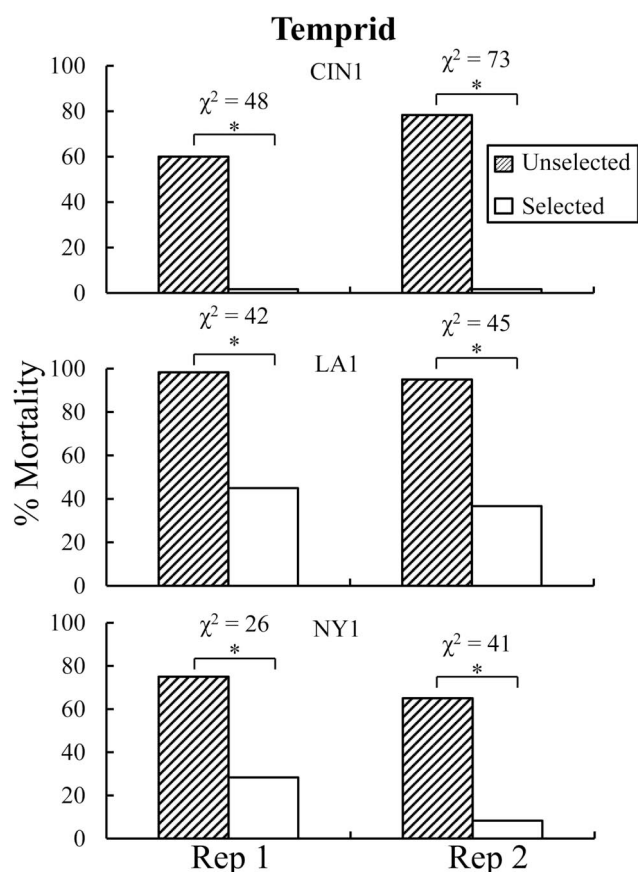 Temprid
% Mortality
CIN1
χ² = 48
*
χ² = 73
*
100
80
60
40
20
0
Unselected
Selected
LA1
χ² = 42
*
χ² = 45
*
100
80
60
40
20
0
NY1
χ² = 26
*
χ² = 41
*
100
80
60
40
20
0
Rep 1 Rep 2